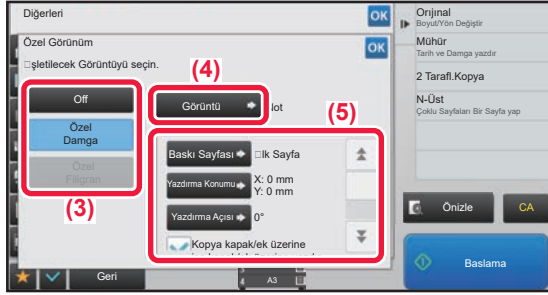 Diğerleri
OK
Özel Görünüm
OK
□şletilecek Görüntüyü seçin.
(4)
Off
Görüntü
lot
(5)
Özel
Damga
Özel
Filigran
(3)
Baskı Sayfası
□lk Sayfa
Yazdırma Konumu
X: 0 mm
Y: 0 mm
Yazdırma Açısı
0°
Kopya kapak/ek üzerine
Geri
A3
Orıjınal
Boyut/Yön Değiştir
Mühür
Tarih ve Damga yazdır
2 Taraflı.Kopya
N-Üst
Çoklu Sayfaları Bir Sayfa yap
Önizle
CA
Baslama